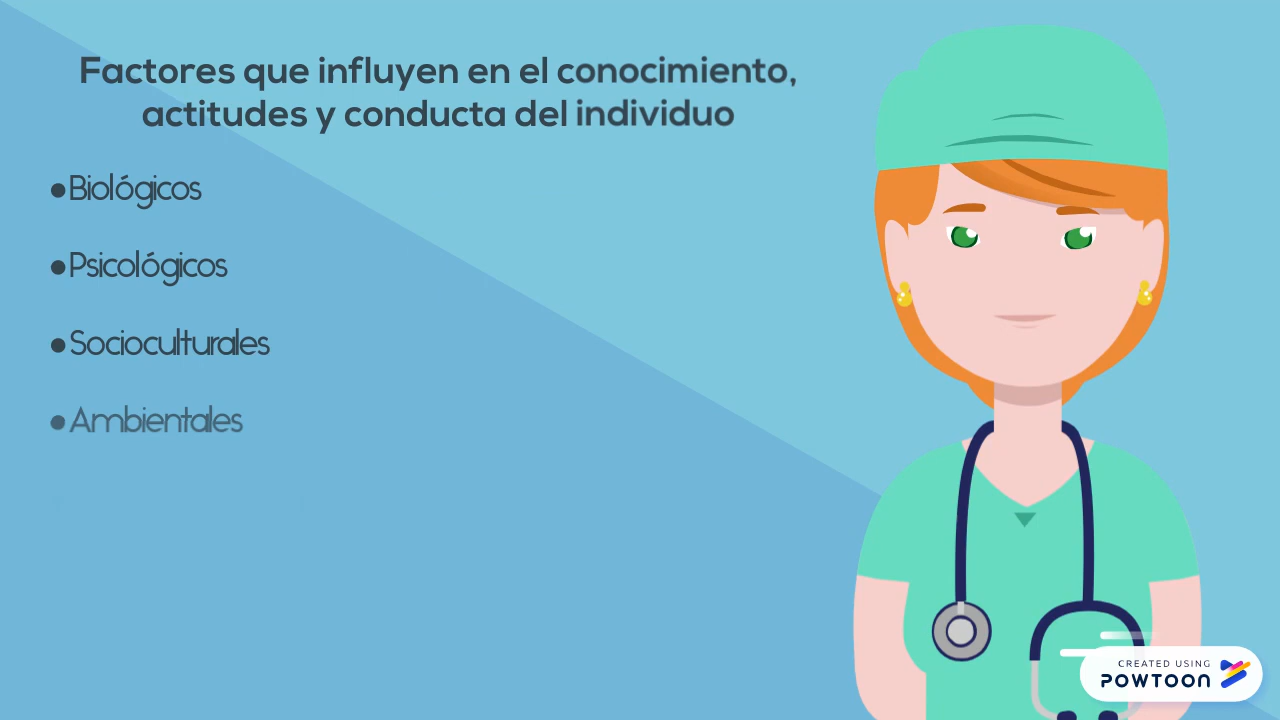 Factores que influyen en el conocimiento,
actitudes y conducta del individuo
●Biológicos
●Psicológicos
●Socioculturales
●Ambientales
CREATED USING
POWTOON